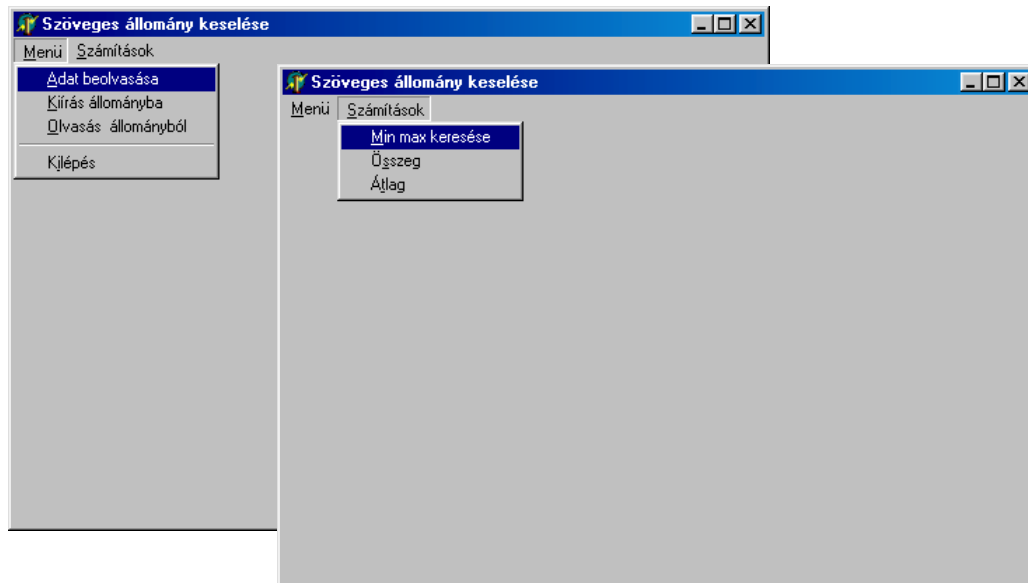 Szöveges állomány keselése
Menü Számítások
Adat beolvasása
Kiírás állományba
Olvasás állományból
Kilépés
Szöveges állomány keselése
Menü Számítások
Min max keresése
Összeg
Átlag